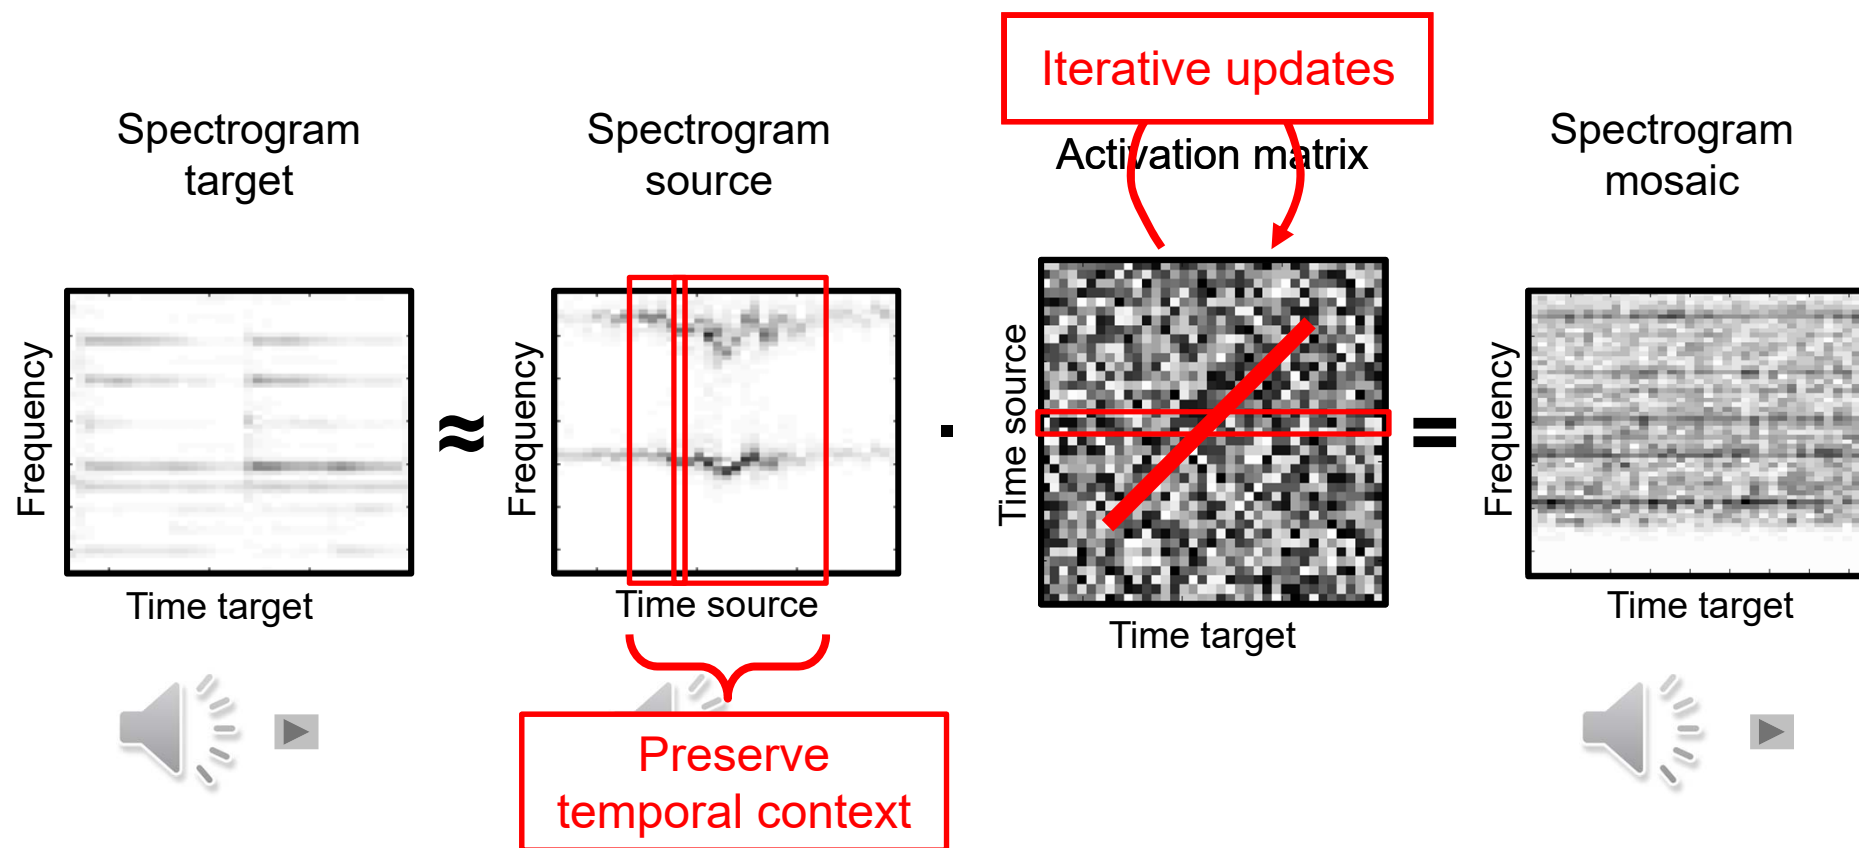 Iterative updates
Spectrogram
target
Spectrogram
source
Activation matrix
Spectrogram
mosaic
Frequency
≈
Frequency
·
Time source
=
Frequency
Time target
Time source
Time target
Time target
Preserve
temporal context